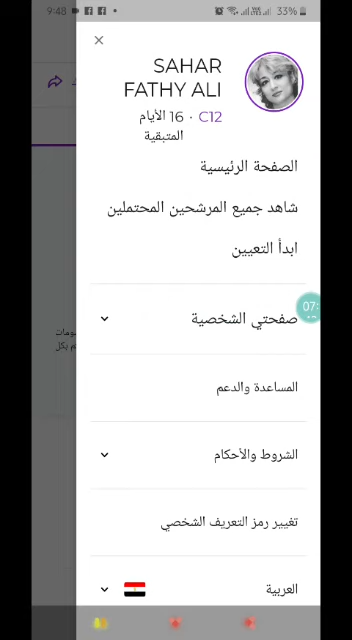 9:48
33%
×
SAHAR
FATHY ALI
C12 · 16 الأيام
المتبقية
الصفحة الرئيسية
شاهد جميع المرشحين المحتملين
ابدأ التعيين
07:
صفحتي الشخصية
المساعدة والدعم
الشروط والأحكام
تغيير رمز التعريف الشخصي
العربية